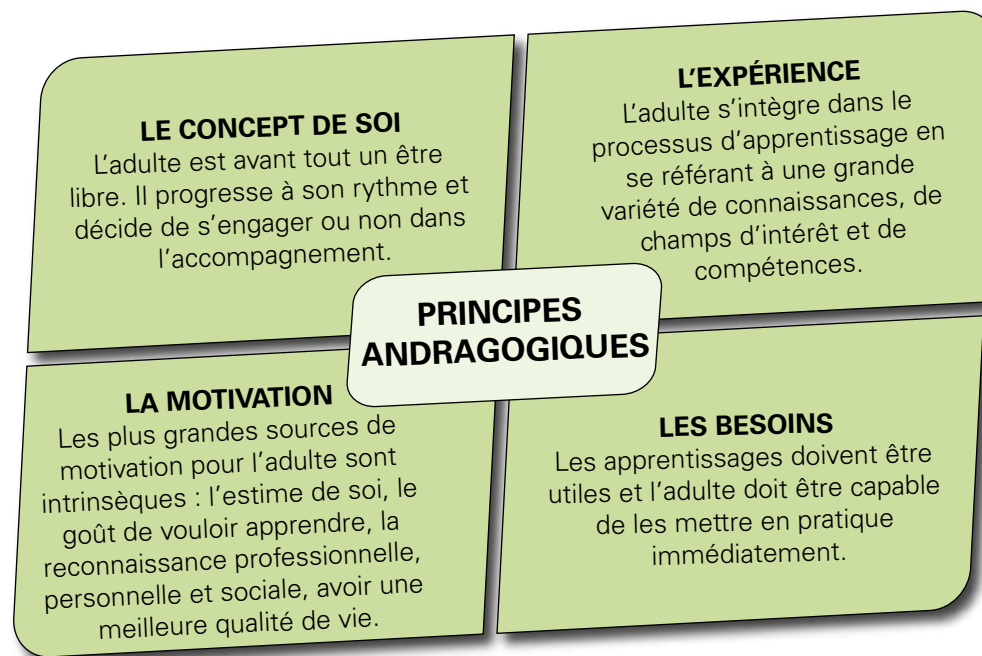 LE CONCEPT DE SOI
L'adulte est avant tout un être
libre. Il progresse à son rythme et
décide de s'engager ou non dans
l'accompagnement.
L'EXPÉRIENCE
L'adulte s'intègre dans le
processus d'apprentissage en
se référant à une grande
variété de connaissances, de
champs d'intérêt et de
compétences.
PRINCIPES
ANDRAGOGIQUES
LA MOTIVATION
Les plus grandes sources de
motivation pour l'adulte sont
intrinsèques : l'estime de soi, le
goût de vouloir apprendre, la
reconnaissance professionnelle,
personnelle et sociale, avoir une
meilleure qualité de vie.
LES BESOINS
Les apprentissages doivent être
utiles et l'adulte doit être capable
de les mettre en pratique
immédiatement.